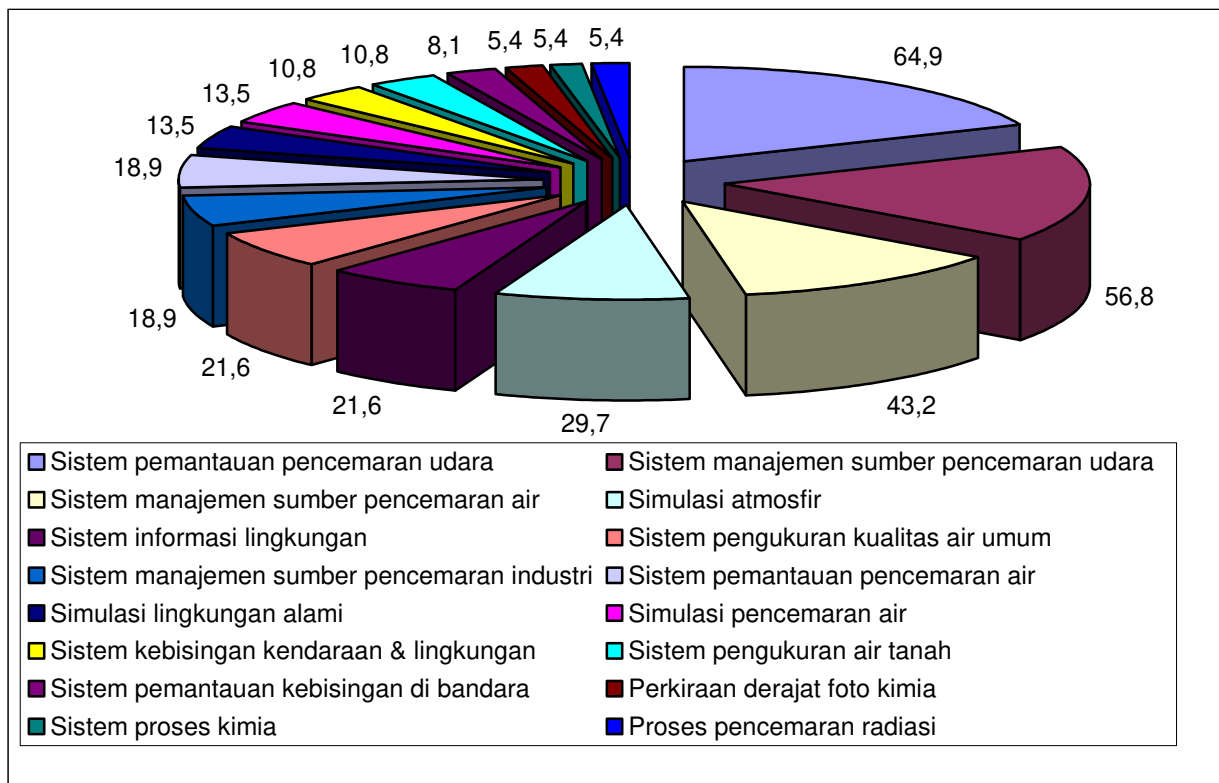 5,4
5,4
5,4
8,1
10,8
10,8
13,5
13,5
18,9
18,9
21,6
21,6
29,7
43,2
56,8
64,9
Sistem pemantauan pencemaran udara
Sistem manajemen sumber pencemaran udara
Sistem manajemen sumber pencemaran air
Simulasi atmosfir
Sistem informasi lingkungan
Sistem pengukuran kualitas air umum
Sistem manajemen sumber pencemaran industri
Sistem pemantauan pencemaran air
Simulasi lingkungan alami
Simulasi pencemaran air
Sistem kebisingan kendaraan & lingkungan
Sistem pengukuran air tanah
Sistem pemantauan kebisingan di bandara
Perkiraan derajat foto kimia
Sistem proses kimia
Proses pencemaran radiasi